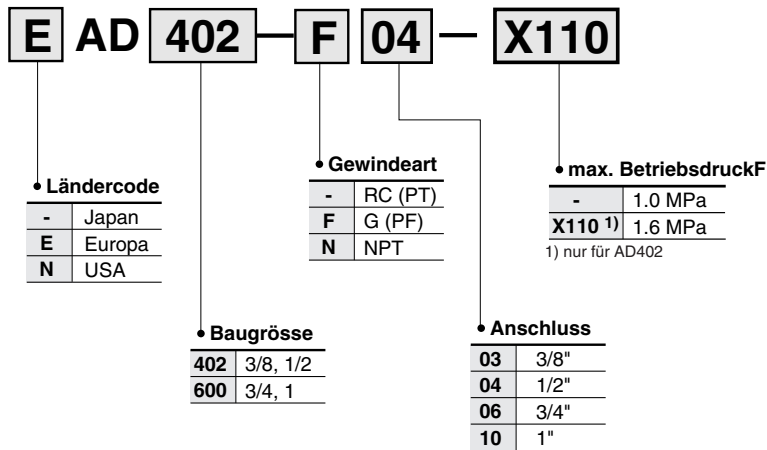 E AD 402 — F 04 — X110
• Ländercode
- Japan
E Europa
N USA
• Baugrösse
402 3/8, 1/2
600 3/4, 1
• Gewindeart
- RC (PT)
F G (PF)
N NPT
• Anschluss
03 3/8"
04 1/2"
06 3/4"
10 1"
• max. BetriebsdruckF
- 1.0 MPa
X110 1) 1.6 MPa
1) nur für AD402